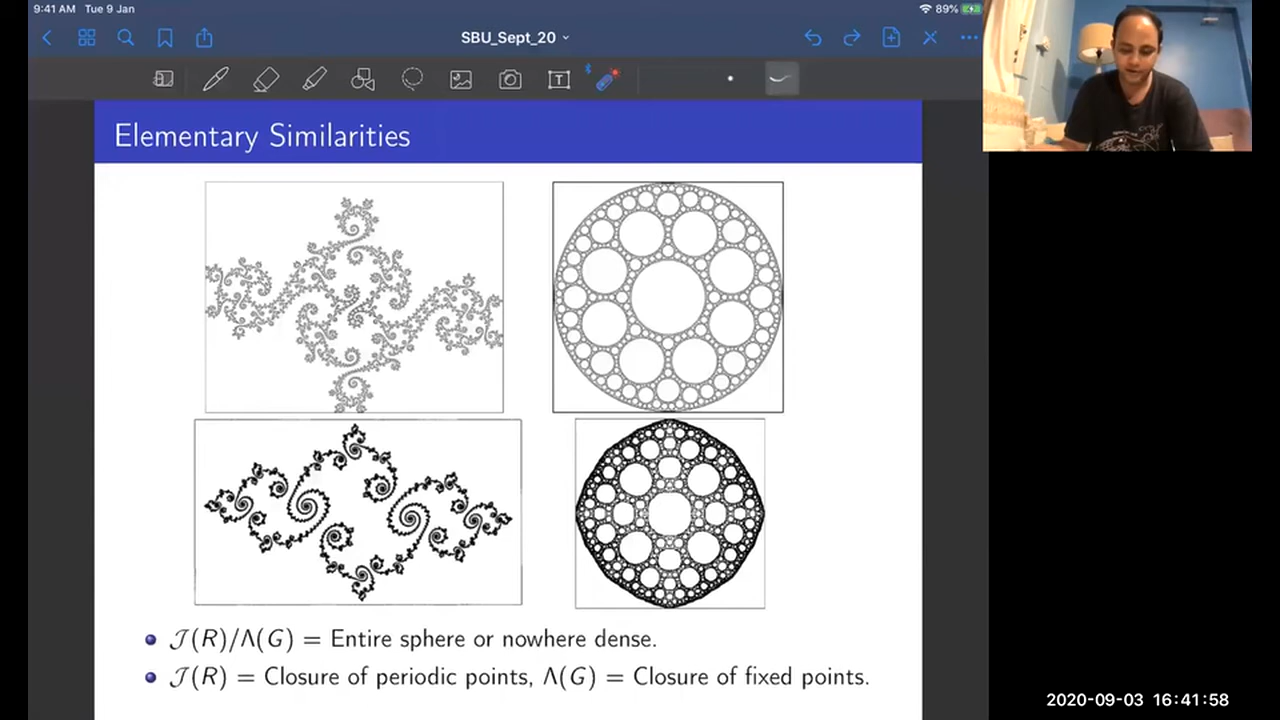 9:41 AM Tue 9 Jan
89%
SBU_Sept_20
T
Elementary Similarities
𝒥(R)/Λ(G) = Entire sphere or nowhere dense.
𝒥(R) = Closure of periodic points, Λ(G) = Closure of fixed points.
2020-09-03 16:41:58